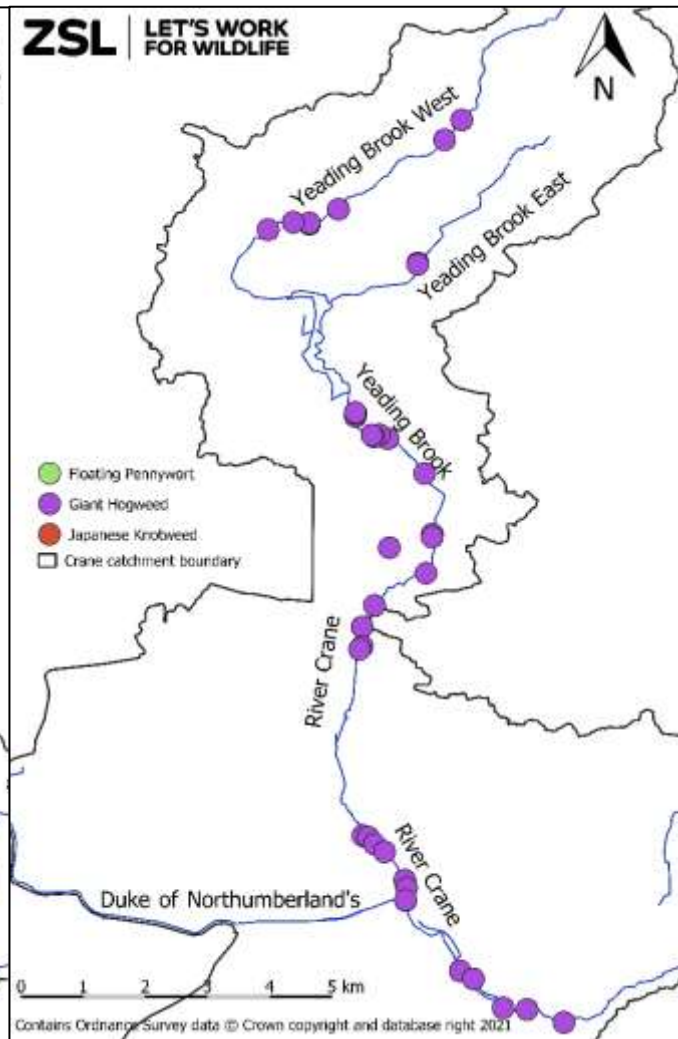 ZSL
LET'S WORK
FOR WILDLIFE
N
Yeading Brook West
Yeading Brook East
Yeading Brook
Floating Pennywort
Giant Hogweed
Japanese Knotweed
Crane catchment boundary
River Crane
River Crane
Duke of Northumberland's
0 1 2 3 4 5 km
Contains Ordnance Survey data © Crown copyright and database right 2021